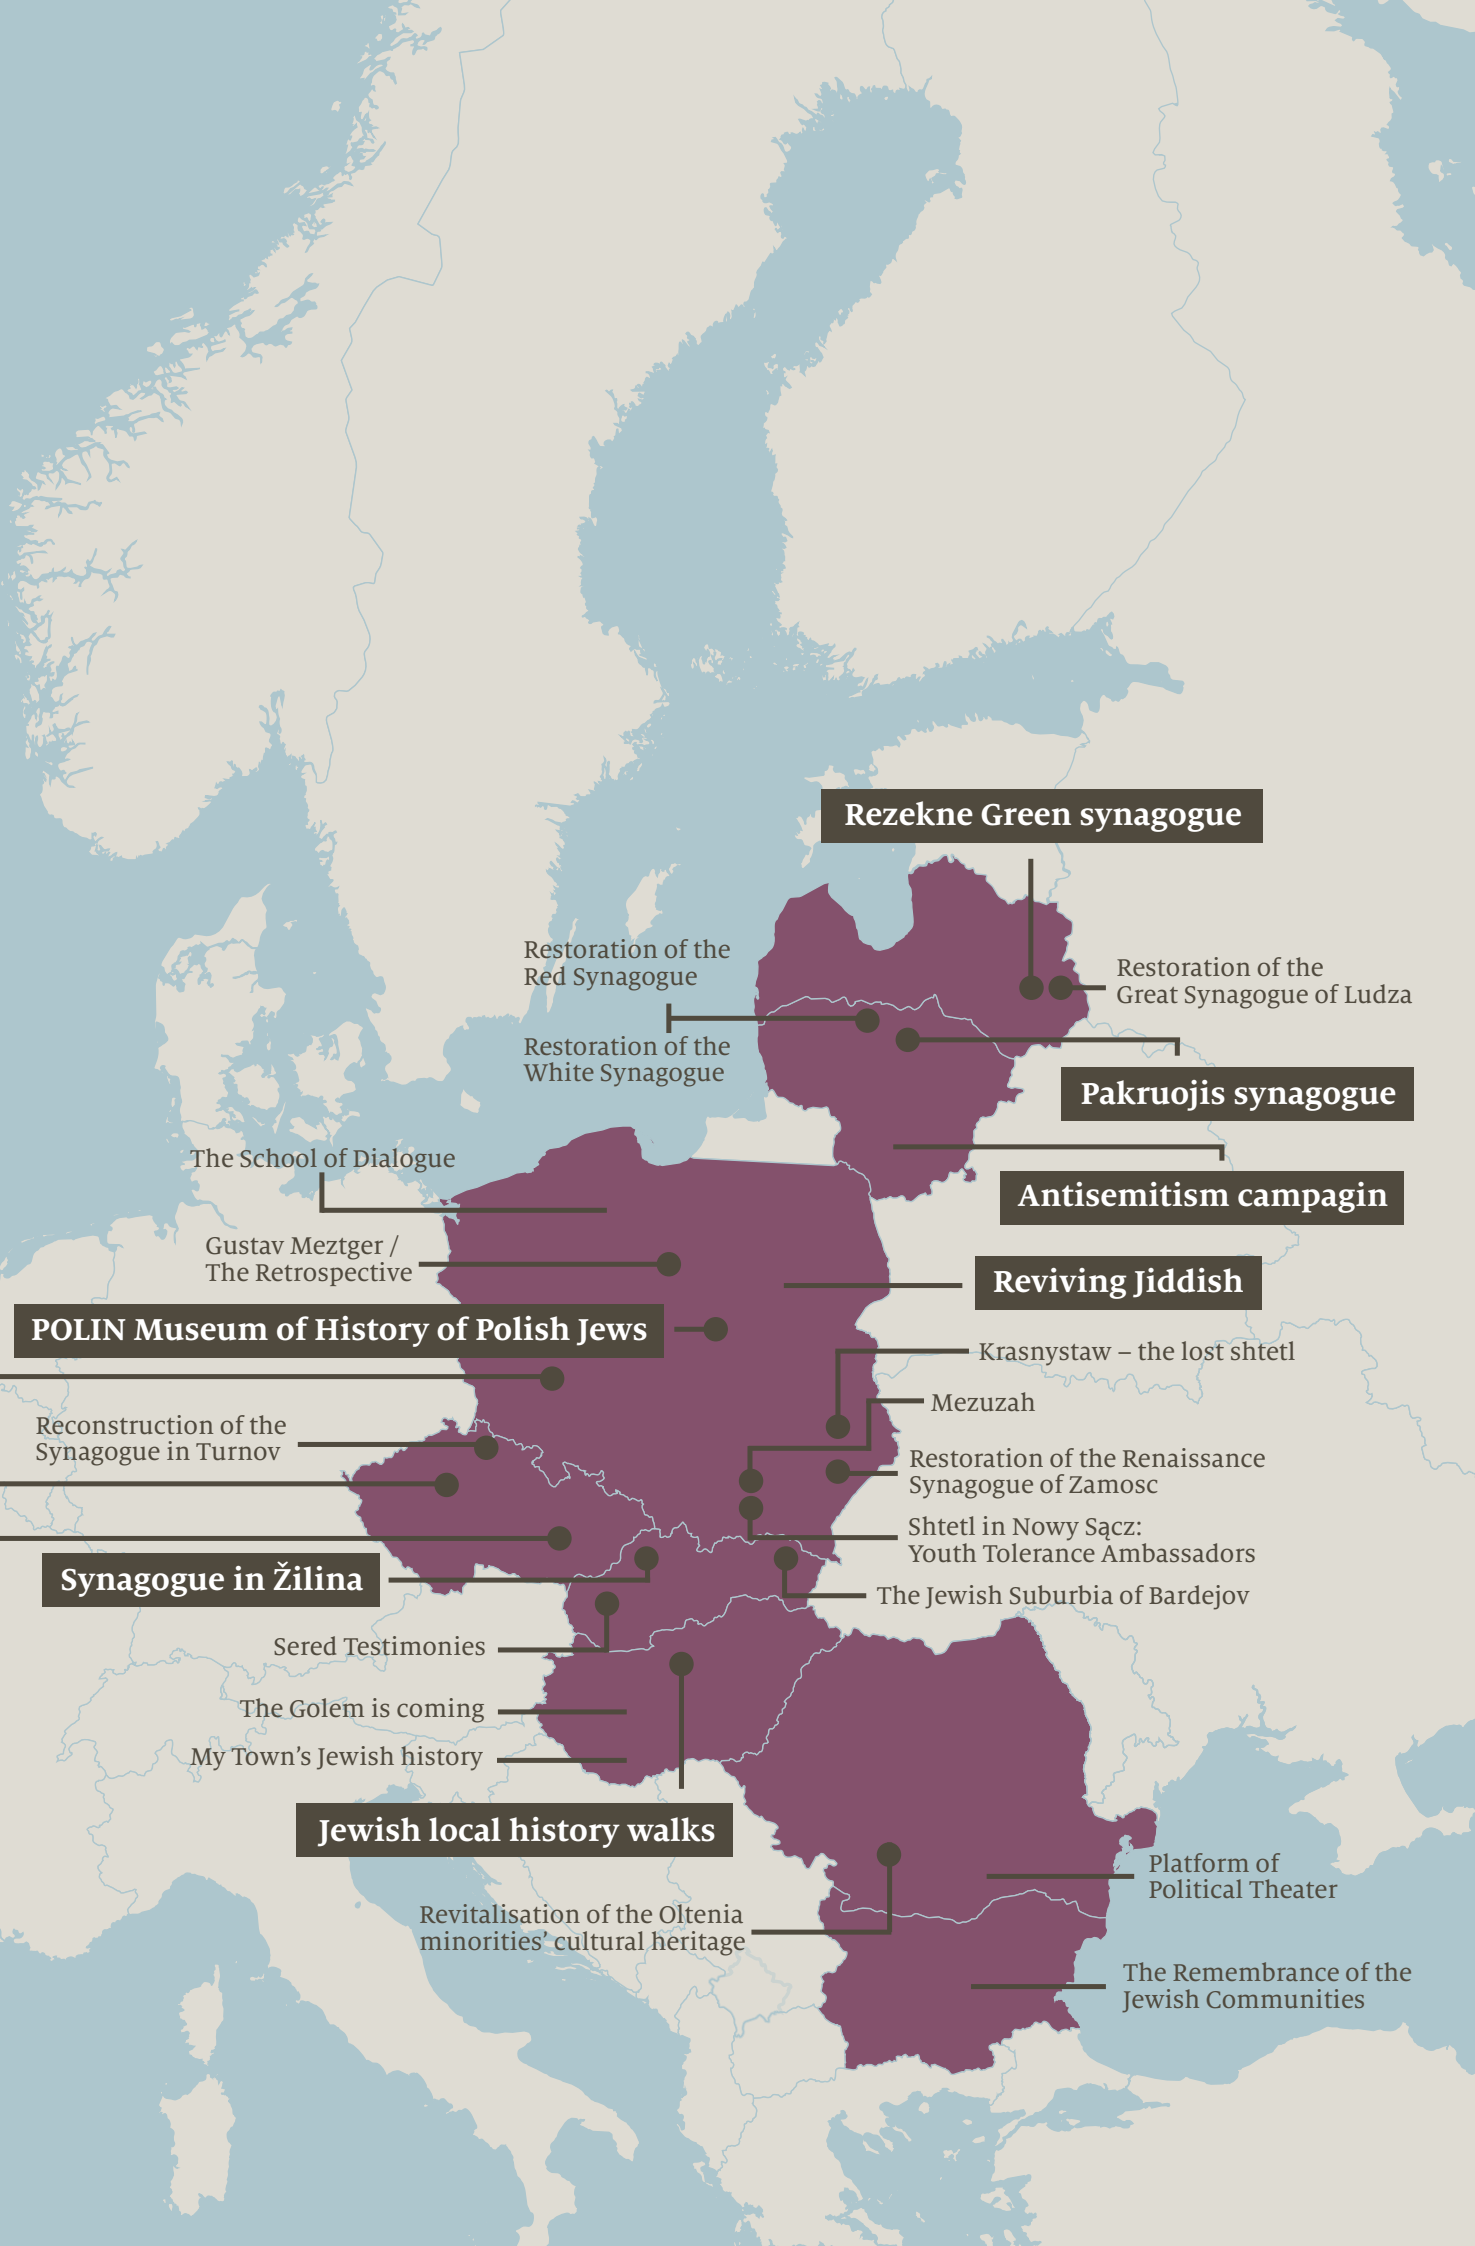 Rezekne Green synagogue
Restoration of the
Red Synagogue
Restoration of the
Great Synagogue of Ludza
Restoration of the
White Synagogue
Pakruojis synagogue
The School of Dialogue
Antisemitism campagin
Gustav Meztger /
The Retrospective
Reviving Jiddish
POLIN Museum of History of Polish Jews
Krasnystaw – the lost shtetl
Mezuzah
Reconstruction of the
Synagogue in Turnov
Restoration of the Renaissance
Synagogue of Zamosc
Shtetl in Nowy Sącz:
Youth Tolerance Ambassadors
Synagogue in Žilina
The Jewish Suburbia of Bardejov
Sered Testimonies
The Golem is coming
My Town’s Jewish history
Jewish local history walks
Platform of
Political Theater
Revitalisation of the Oltenia
minorities’ cultural heritage
The Remembrance of the
Jewish Communities